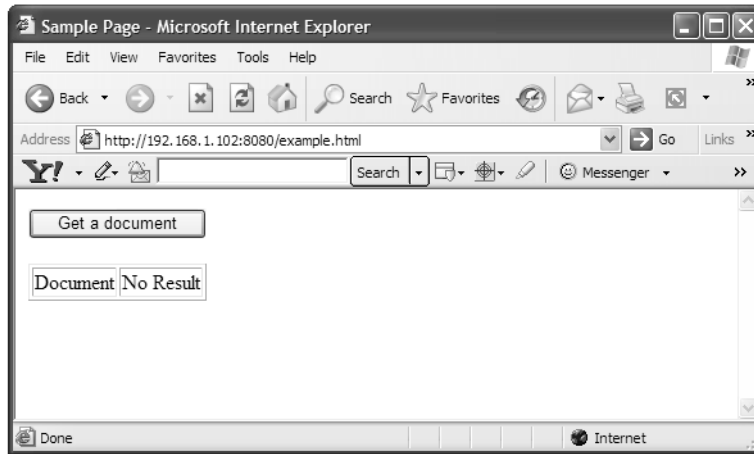 Sample Page - Microsoft Internet Explorer
File Edit View Favorites Tools Help
Back Search Favorites
Address http://192.168.1.102:8080/example.html Go Links
Y! Search Messenger
Get a document
Document No Result
Done Internet